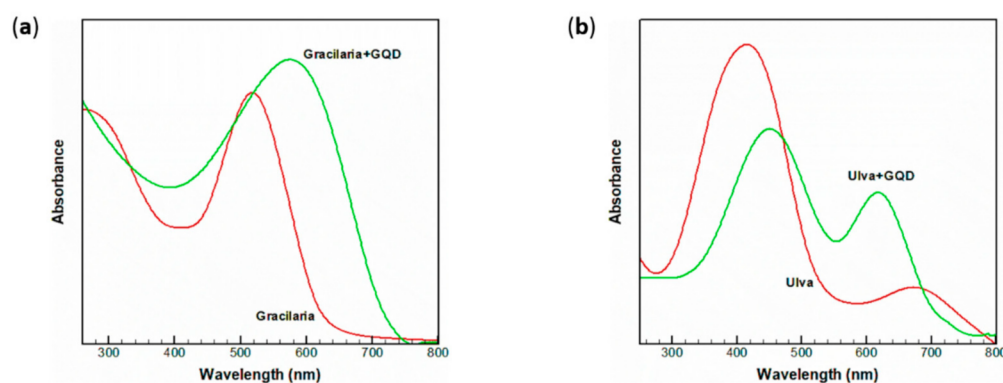 (a)
Absorbance
Gracilaria+GQD
Gracilaria
300 400 500 600 700 800
Wavelength (nm)
(b)
Absorbance
Ulva+GQD
Ulva
300 400 500 600 700 800
Wavelength (nm)